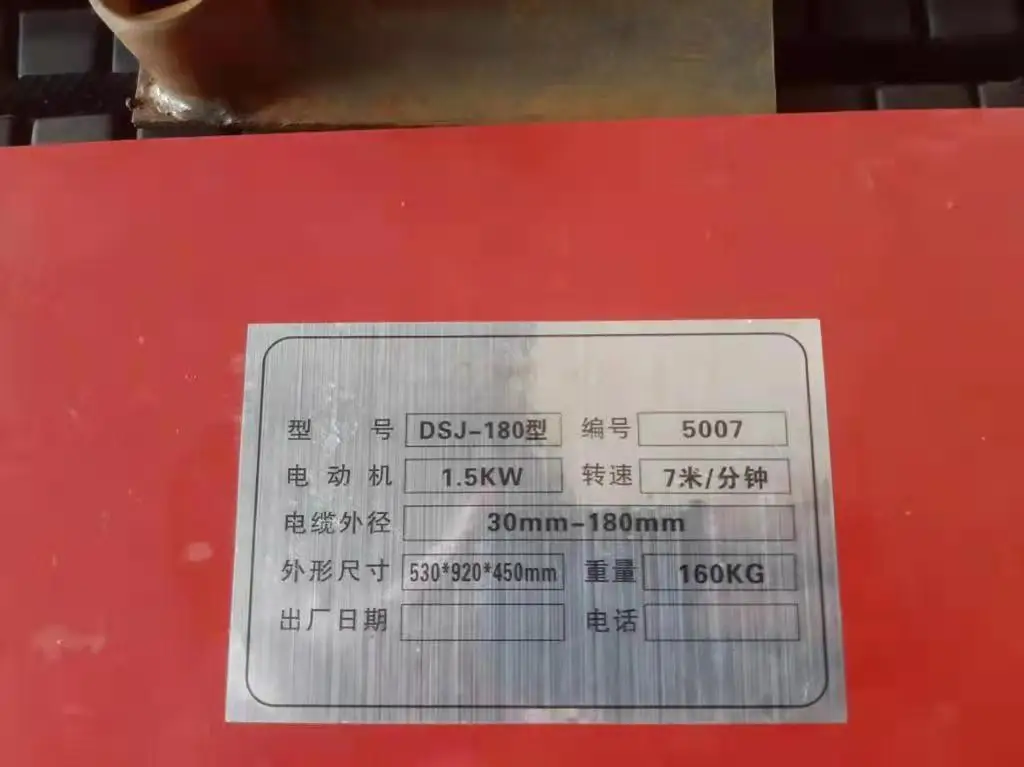 型号 DSJ-180型 编号 5007
电动机 1.5KW 转速 7米/分钟
电缆外径 30mm-180mm
外形尺寸 530*920*450mm 重量 160KG
出厂日期 电话